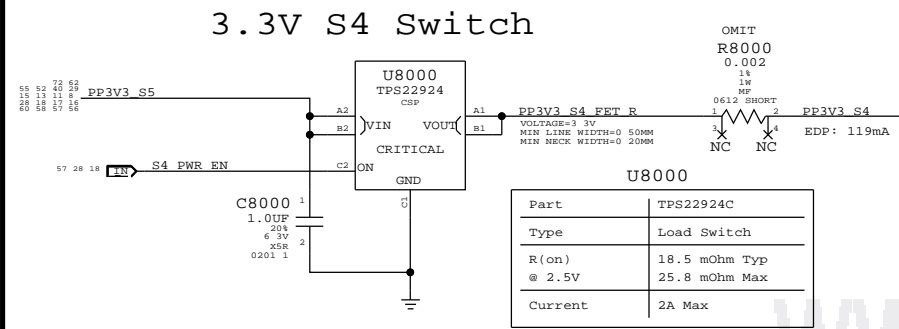 3.3V S4 Switch
OMIT
R8000
0.002
1%
1W
MF
0612 SHORT
U8000
TPS22924
CSP
72 62
55 52 40 29
15 13 11 8
28 18 17 16
60 58 57 56
PP3V3_S5
A2
B2
VIN
VOUT
A1
B1
PP3V3_S4_FET_R
VOLTAGE=3 3V
MIN LINE WIDTH=0 50MM
MIN NECK WIDTH=0 20MM
1
2
3
4
NC
NC
PP3V3_S4
EDP: 119mA
CRITICAL
57 28 18
IN
S4_PWR_EN
C2
ON
GND
C1
C8000
1.0UF
20%
6 3V
X5R
0201 1
1
2
U8000
Part TPS22924C
Type Load Switch
R(on) 18.5 mOhm Typ
@ 2.5V 25.8 mOhm Max
Current 2A Max